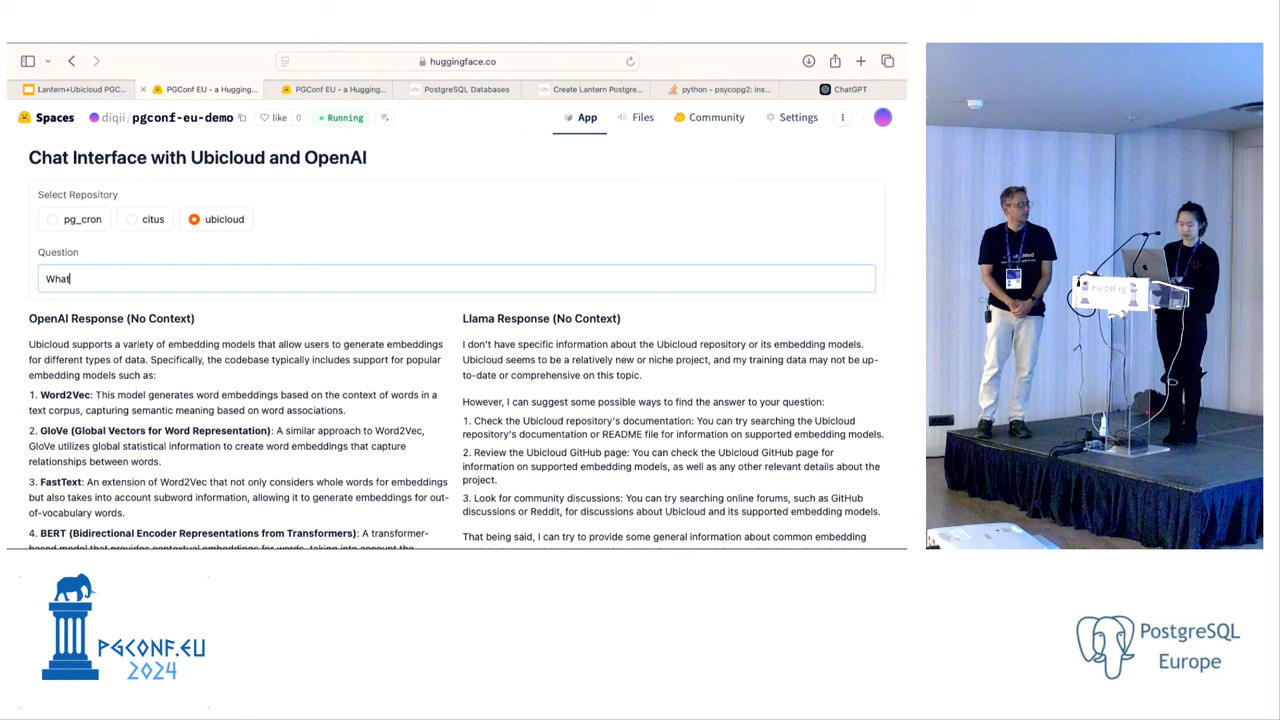 huggingface.co
Lantern+Ubicloud PGC...
PGConf EU - a Hugging...
PGConf EU - a Hugging...
PostgreSQL Databases
Create Lantern Postgre...
python - psycopg2: ins...
ChatGPT
Spaces
diqii/pgconf-eu-demo
like 0
Running
App
Files
Community
Settings
Chat Interface with Ubicloud and OpenAI
Select Repository
pg_cron
citus
ubicloud
Question
What
OpenAI Response (No Context)
Ubicloud supports a variety of embedding models that allow users to generate embeddings
for different types of data. Specifically, the codebase typically includes support for popular
embedding models such as:
1. Word2Vec: This model generates word embeddings based on the context of words in a
text corpus, capturing semantic meaning based on word associations.
2. GloVe (Global Vectors for Word Representation): A similar approach to Word2Vec,
GloVe utilizes global statistical information to create word embeddings that capture
relationships between words.
3. FastText: An extension of Word2Vec that not only considers whole words for embeddings
but also takes into account subword information, allowing it to generate embeddings for out-
of-vocabulary words.
4. BERT (Bidirectional Encoder Representations from Transformers): A transformer-
based model that provides contextual embeddings for words, taking into account the
Llama Response (No Context)
I don't have specific information about the Ubicloud repository or its embedding models.
Ubicloud seems to be a relatively new or niche project, and my training data may not be up-
to-date or comprehensive on this topic.
However, I can suggest some possible ways to find the answer to your question:
1. Check the Ubicloud repository's documentation: You can try searching the Ubicloud
repository's documentation or README file for information on supported embedding models.
2. Review the Ubicloud GitHub page: You can check the Ubicloud GitHub page for
information on supported embedding models, as well as any other relevant details about the
project.
3. Look for community discussions: You can try searching online forums, such as GitHub
discussions or Reddit, for discussions about Ubicloud and its supported embedding models.
That being said, I can try to provide some general information about common embedding
PGCONF.EU
PGCONF.EU
2024
PostgreSQL
Europe